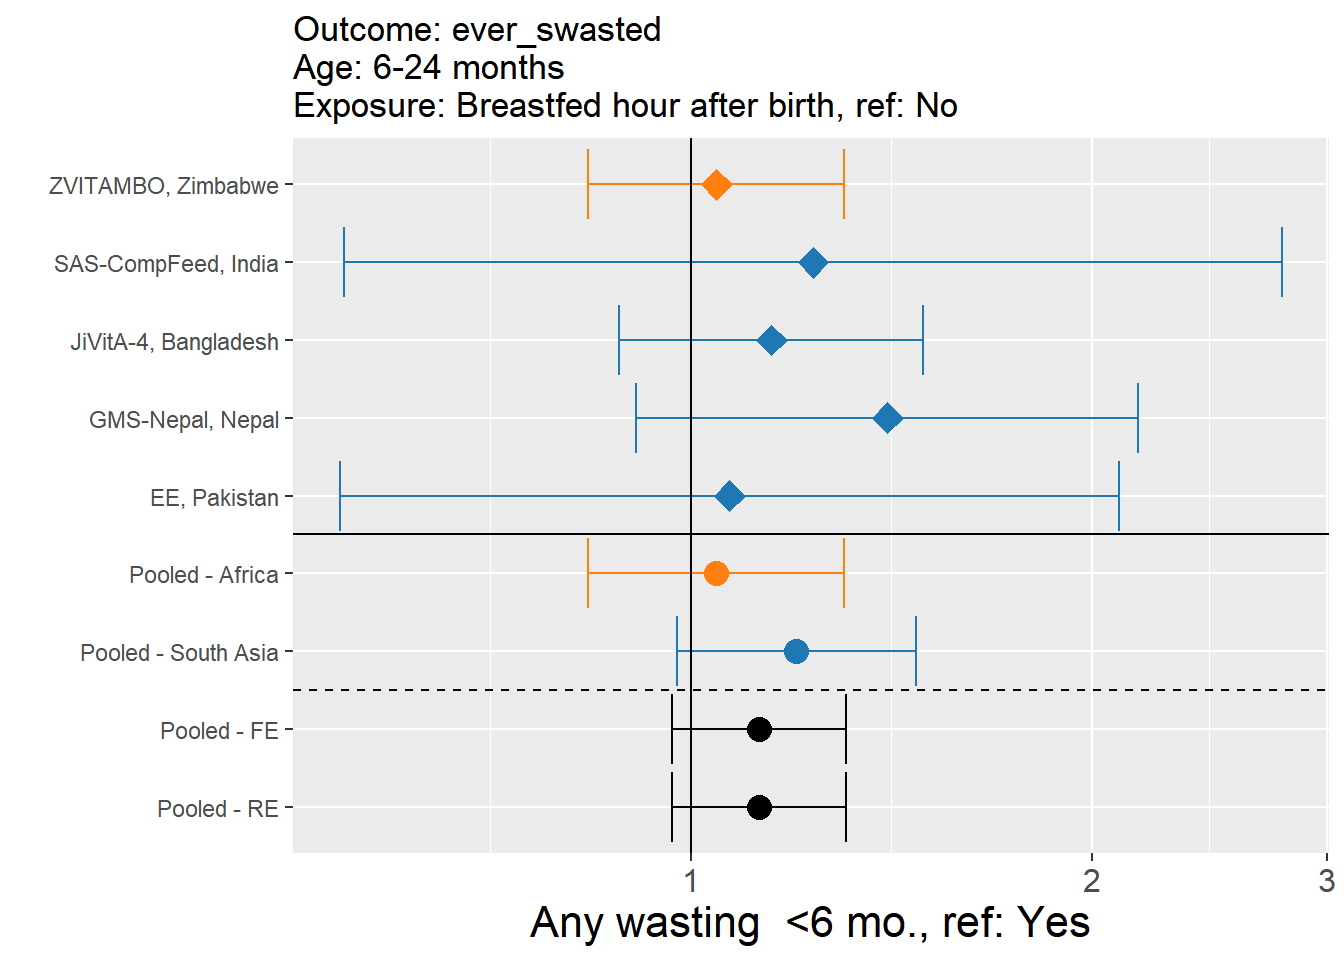 Outcome: ever_swasted
Age: 6-24 months
Exposure: Breastfed hour after birth, ref: No
ZVITAMBO, Zimbabwe
SAS-CompFeed, India
JiVitA-4, Bangladesh
GMS-Nepal, Nepal
EE, Pakistan
Pooled - Africa
Pooled - South Asia
Pooled - FE
Pooled - RE
1 2 3
Any wasting  <6 mo., ref: Yes